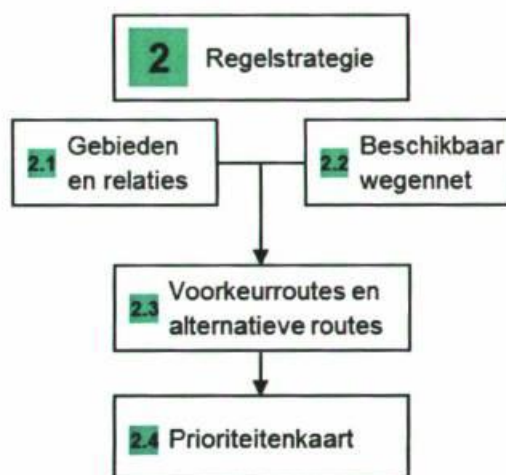 2 Regelstrategie
2.1 Gebieden en relaties
2.2 Beschikbaar wegennet
2.3 Voorkeurroutes en alternatieve routes
2.4 Prioriteitenkaart